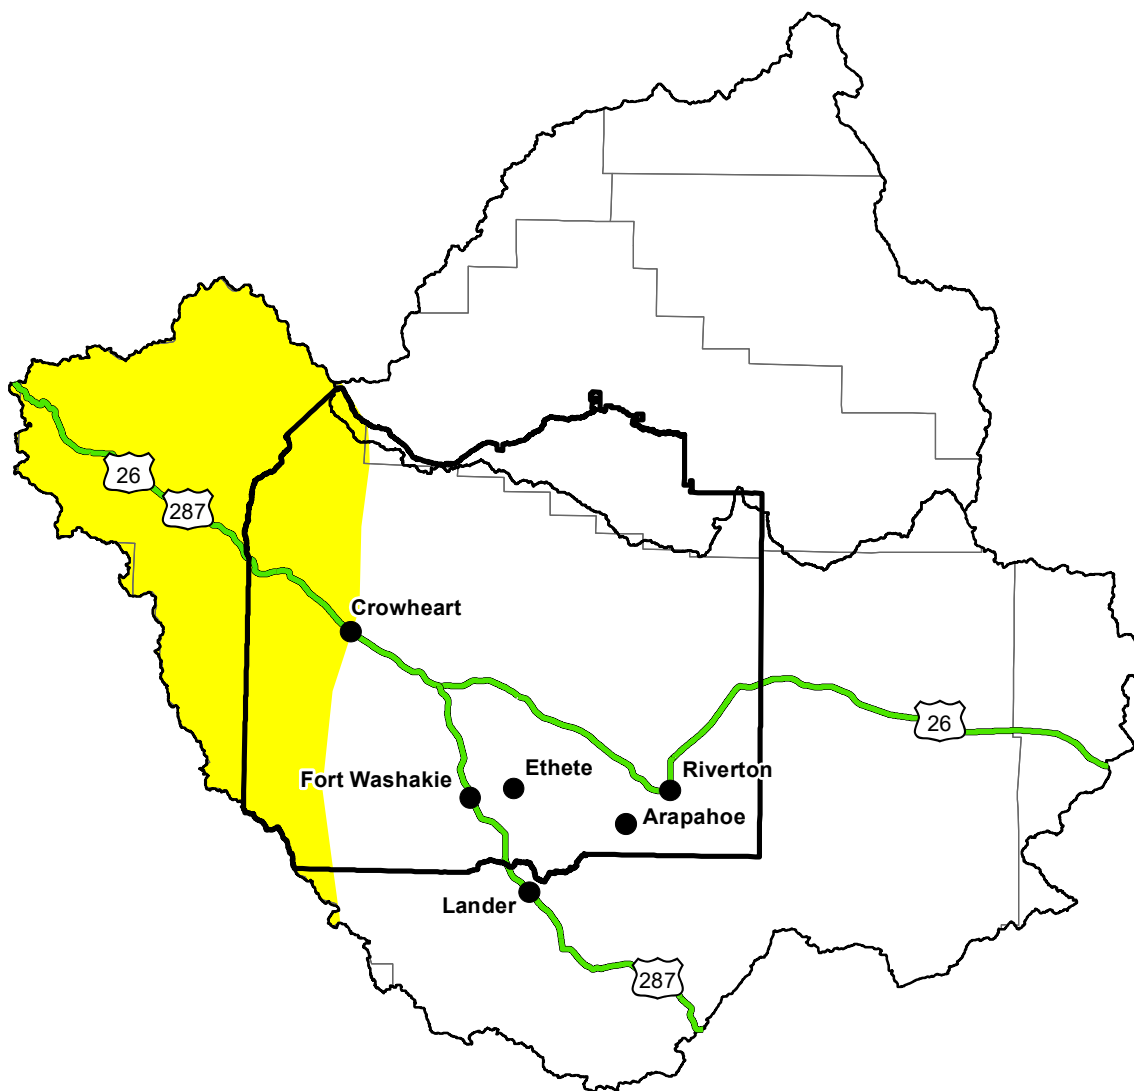 26
287
Crowheart
26
Ethete
Riverton
Fort Washakie
Arapahoe
Lander
287